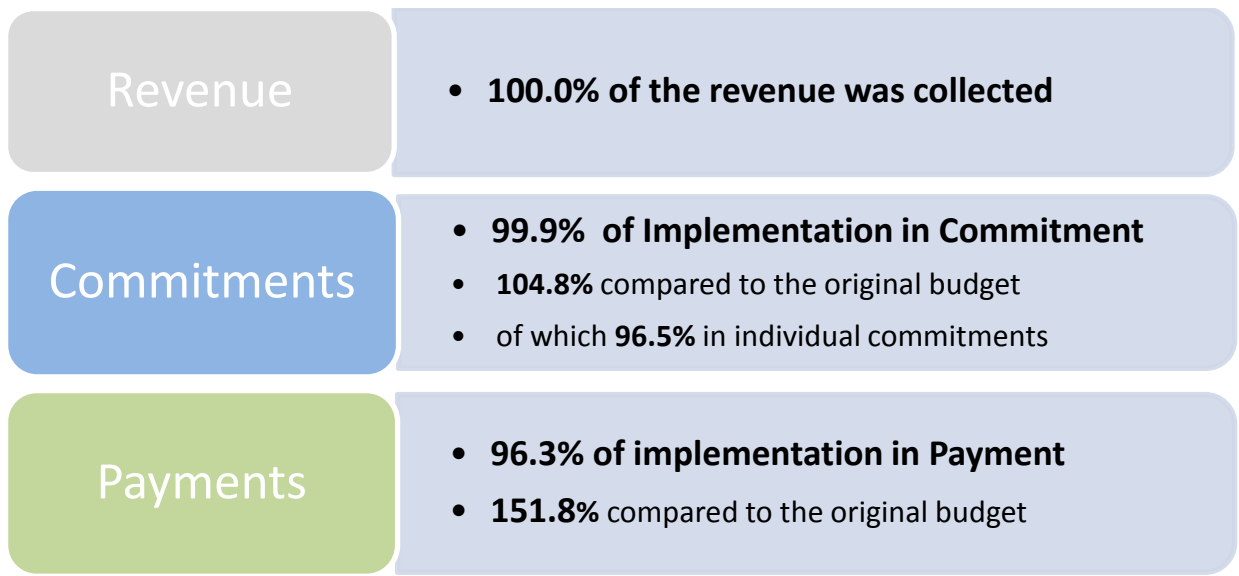 Revenue
• 100.0% of the revenue was collected
Commitments
• 99.9% of Implementation in Commitment
• 104.8% compared to the original budget
• of which 96.5% in individual commitments
Payments
• 96.3% of implementation in Payment
• 151.8% compared to the original budget